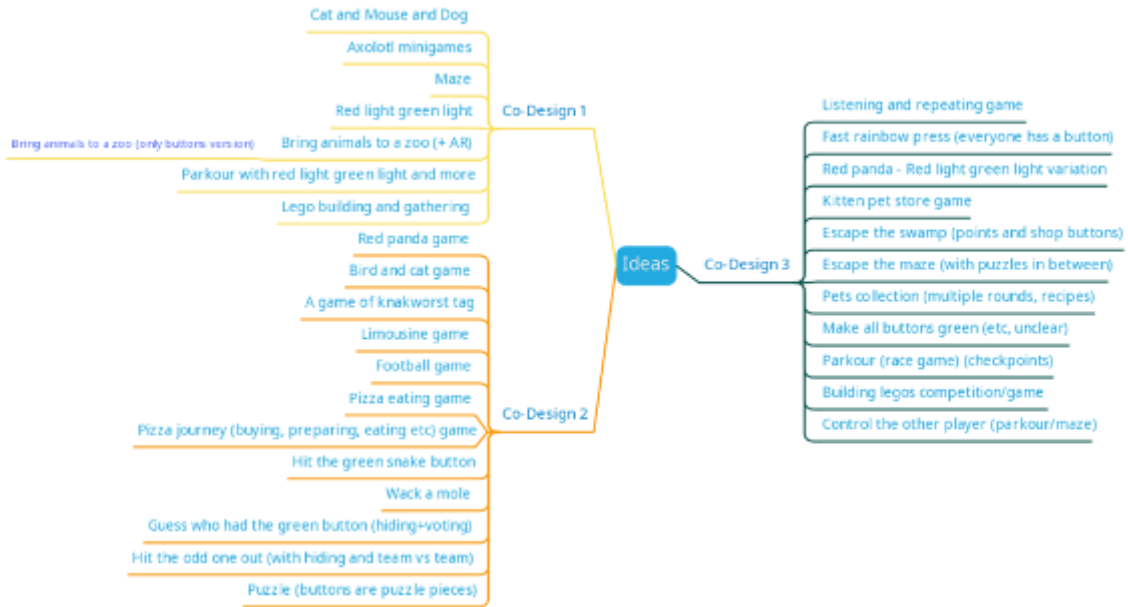 Ideas
Co-Design 1
Cat and Mouse and Dog
Axolotl minigames
Maze
Red light green light
Bring animals to a zoo (+ AR)
Bring animals to a zoo (only buttons version)
Parkour with red light green light and more
Lego building and gathering
Co-Design 2
Red panda game
Bird and cat game
A game of knakworst tag
Limousine game
Football game
Pizza eating game
Pizza journey (buying, preparing, eating etc) game
Hit the green snake button
Wack a mole
Guess who had the green button (hiding+voting)
Hit the odd one out (with hiding and team vs team)
Puzzle (buttons are puzzle pieces)
Co-Design 3
Listening and repeating game
Fast rainbow press (everyone has a button)
Red panda - Red light green light variation
Kitten pet store game
Escape the swamp (points and shop buttons)
Escape the maze (with puzzles in between)
Pets collection (multiple rounds, recipes)
Make all buttons green (etc, unclear)
Parkour (race game) (checkpoints)
Building legos competition/game
Control the other player (parkour/maze)